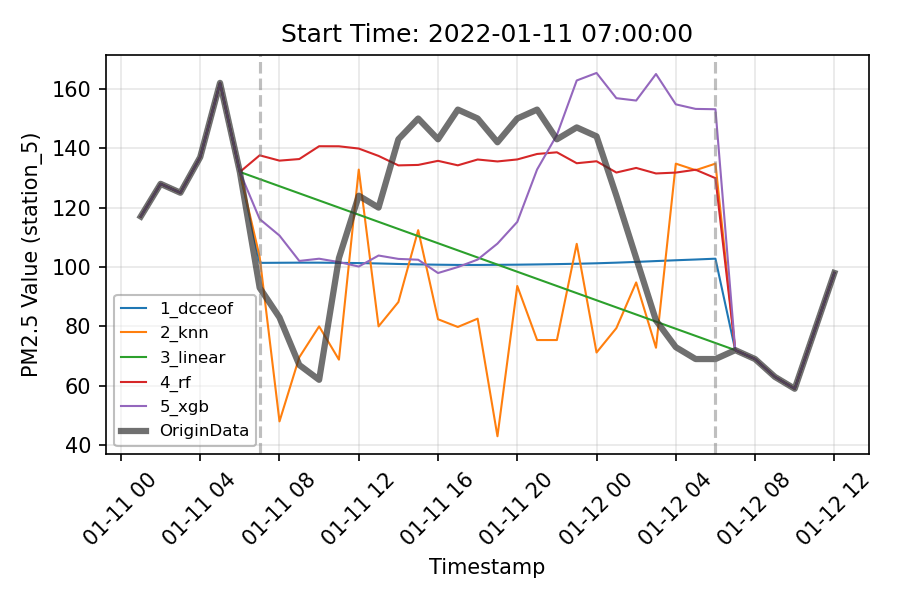 Start Time: 2022-01-11 07:00:00
PM2.5 Value (station_5)
160
140
120
100
80
60
40
1_dcceof
2_knn
3_linear
4_rf
5_xgb
OriginData
01-11 00
01-11 04
01-11 08
01-11 12
01-11 16
01-11 20
01-12 00
01-12 04
01-12 08
01-12 12
Timestamp